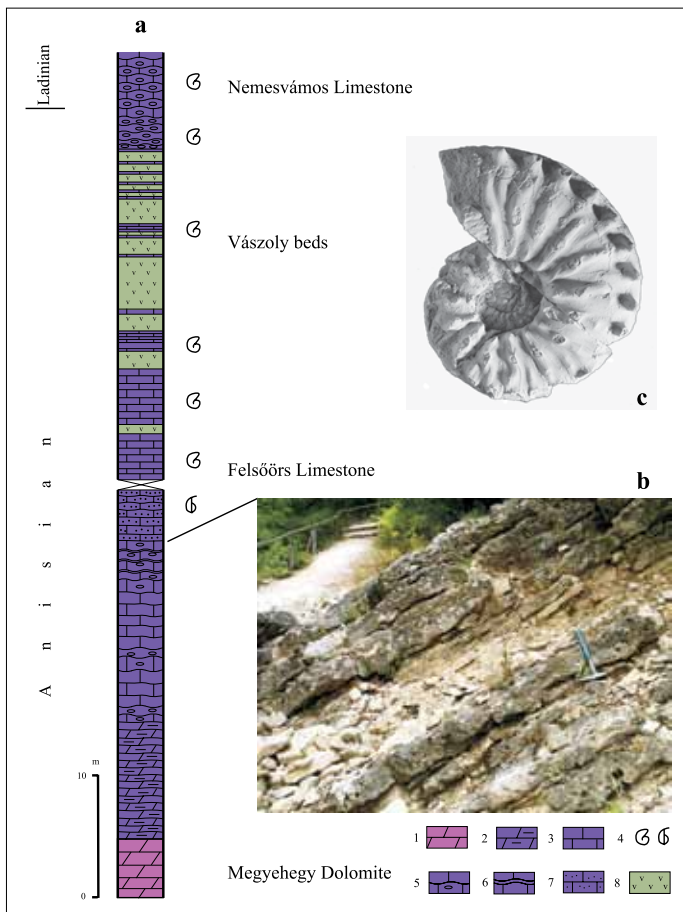 a
Ladinian
Nemesvámos Limestone
Vászoly beds
c
Anisian
Felsőörs Limestone
b
m
10
0
Megyehegy Dolomite
1 2 3 4
5 6 7 8